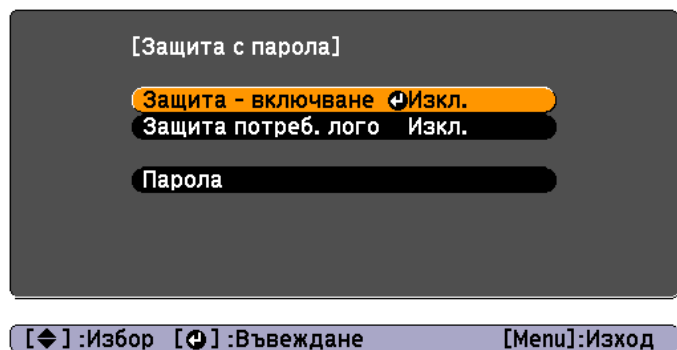 [Защита с парола]
Защита - включване Изкл.
Защита потреб. лого Изкл.
Парола
[◆] :Избор [↵] :Въвеждане [Menu]:Изход